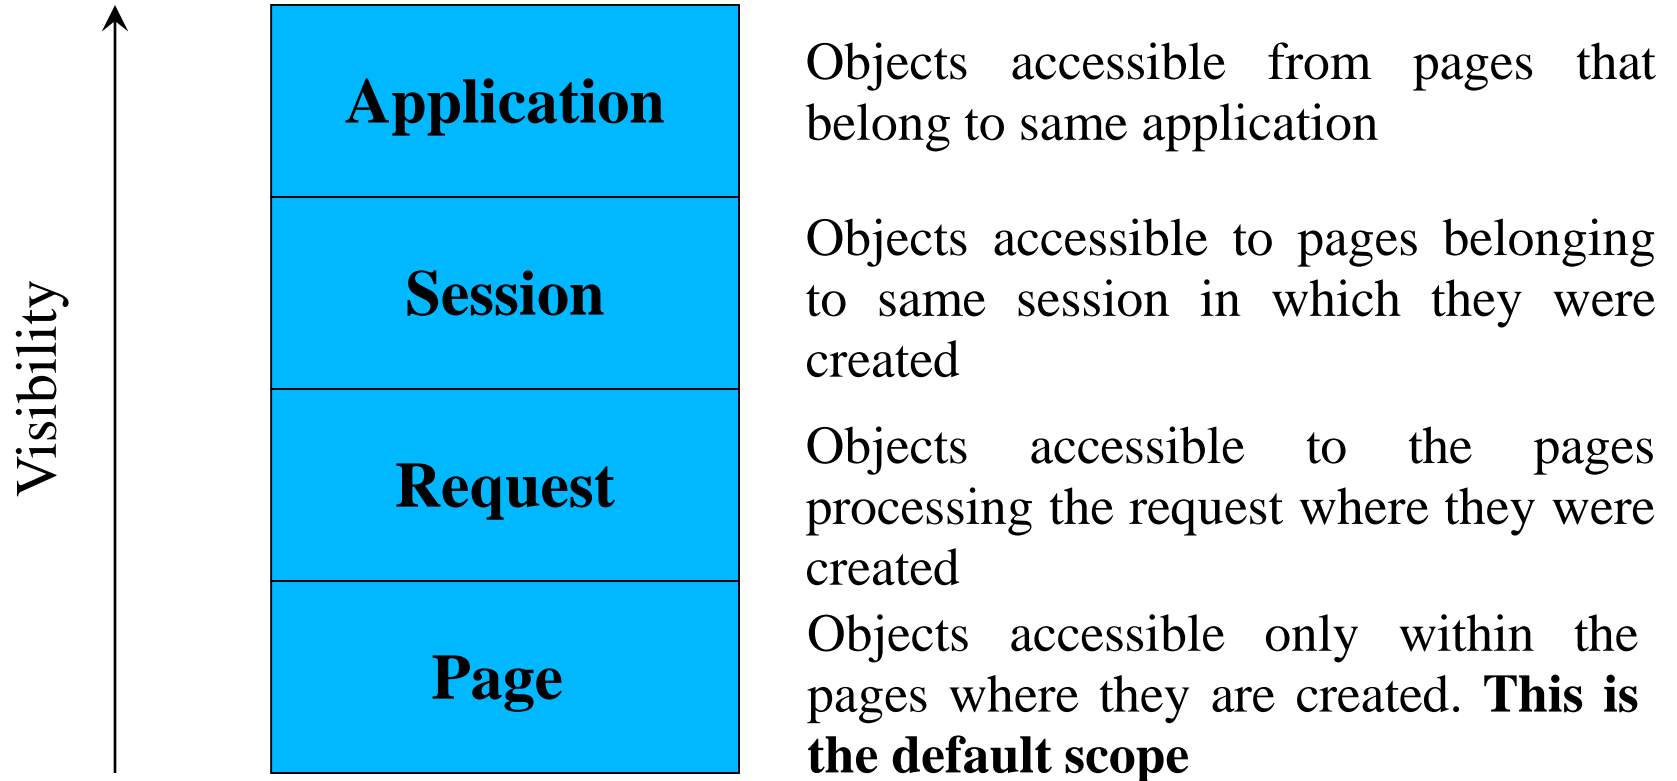 Visibility
Application
Objects accessible from pages that
belong to same application
Session
Objects accessible to pages belonging
to same session in which they were
created
Request
Objects accessible to the pages
processing the request where they were
created
Page
Objects accessible only within the
pages where they are created. This is
the default scope